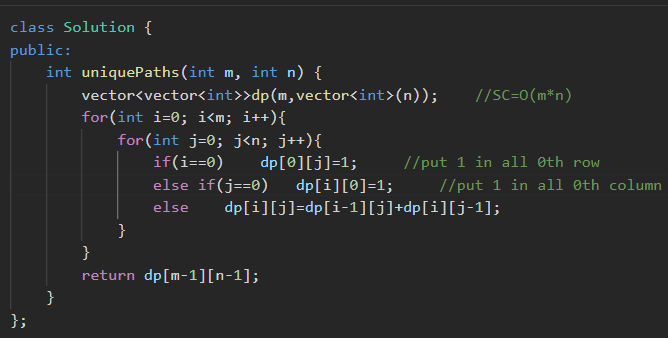 class Solution {
public:
    int uniquePaths(int m, int n) {
        vector<vector<int>>dp(m,vector<int>(n));    //SC=O(m*n)
        for(int i=0; i<m; i++){
            for(int j=0; j<n; j++){
                if(i==0)    dp[0][j]=1;     //put 1 in all 0th row
                else if(j==0)   dp[i][0]=1;     //put 1 in all 0th column
                else    dp[i][j]=dp[i-1][j]+dp[i][j-1];
            }
        }
        return dp[m-1][n-1];
    }
};